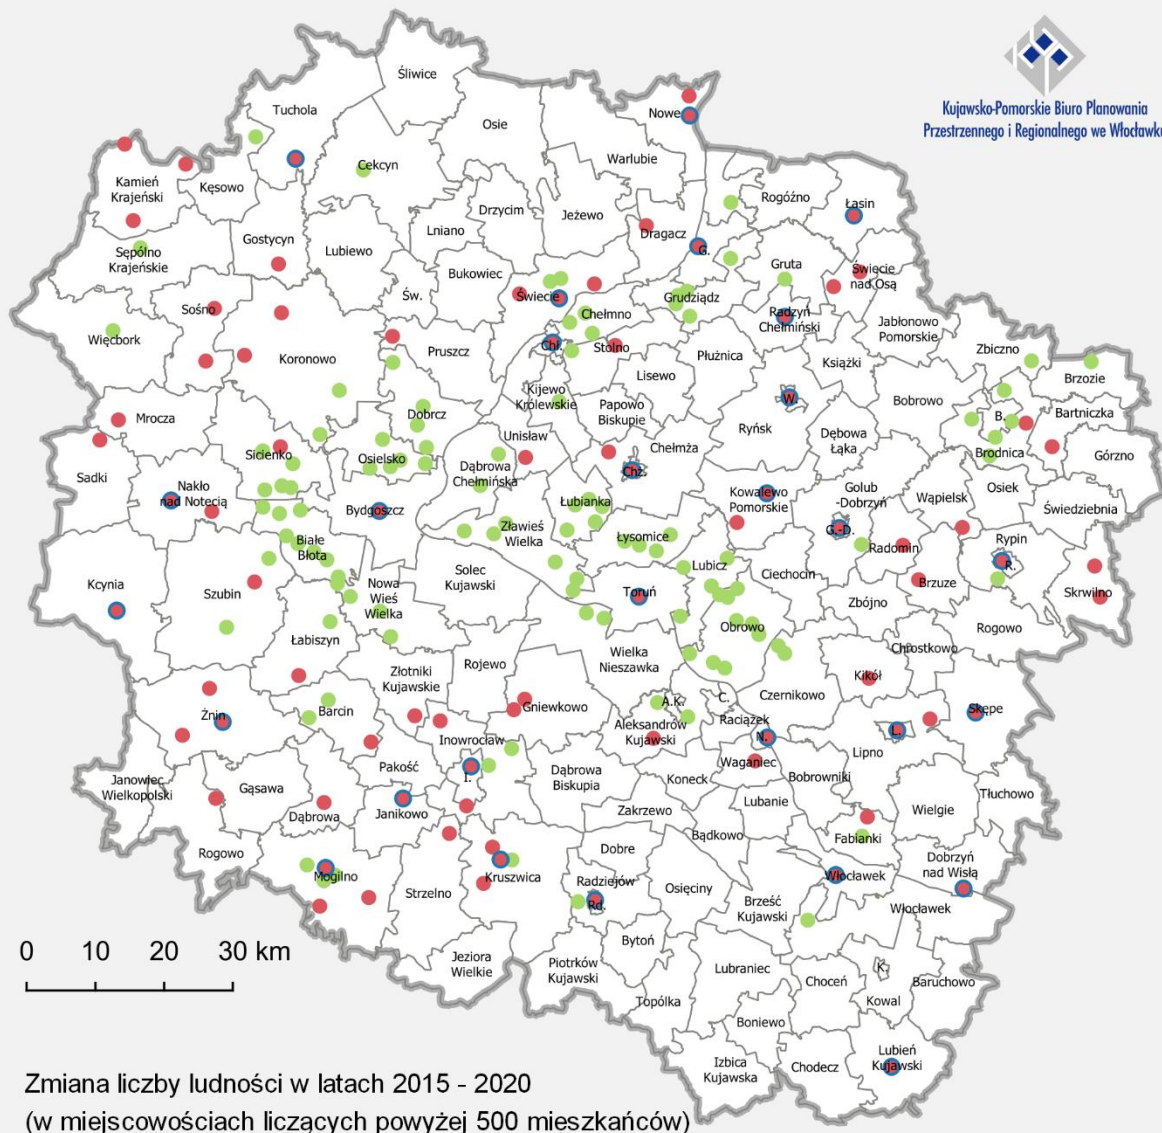 Kujawsko-Pomorskie Biuro Planowania
Przestrzennego i Regionalnego we Włocławku
Śliwice
Tuchola
Osie
Nowe
Cekcyn
Warlubie
Kamień
Krajeński
Kęsowo
Rogóźno
Łasin
Drzycim
Jeżewo
Dragacz
Gostycyn
Lniano
Lubiewo
G.
Sępólno
Krajeńskie
Bukowiec
Gruta
Świecie
nad Osą
Św.
Świecie
Grudziądz
Sośno
Chełmno
Radzyń
Chełmiński
Jabłonowo
Pomorskie
Więcbork
Koronowo
Pruszcz
Chł.
Stolno
Płużnica
Książki
Zbiczno
Lisewo
Brzozie
Kijewo
Królewskie
Bobrowo
W.
Mrocza
Dobrcz
Papowo
Biskupie
B.
Bartniczka
Unisław
Ryńsk
Dębowa
Łąka
Sicienko
Osielsko
Chełmża
Brodnica
Górzno
Sadki
Dąbrowa
Chełmińska
Chż.
Nakło
nad Notecią
Kowalewo
Pomorskie
Golub
-Dobrzyń
Wąpielsk
Osiek
Łubianka
Świedziebnia
Bydgoszcz
Zławieś
Wielka
G.-D.
Białe
Błota
Łysomice
Radomin
Rypin
R.
Solec
Kujawski
Lubicz
Ciechocin
Kcynia
Szubin
Nowa
Wieś
Wielka
Toruń
Brzuze
Skrwilno
Zbójno
Obrowo
Rogowo
Łabiszyn
Chrostkowo
Wielka
Nieszawka
Rojewo
Złotniki
Kujawskie
Kikół
Czernikowo
A.K.
C.
Gniewkowo
Barcin
Żnin
Skępe
Aleksandrów
Kujawski
Raciążek
N.
L.
Inowrocław
Lipno
Waganiec
Pakość
I.
Dąbrowa
Biskupia
Koneck
Bobrowniki
Janowiec
Wielkopolski
Gąsawa
Tłuchowo
Lubanie
Wielgie
Zakrzewo
Dąbrowa
Janikowo
Bądkowo
Fabianki
Dobre
Rogowo
Dobrzyń
nad Wisłą
Mogilno
Kruszwica
Radziejów
Włocławek
Osięciny
Strzelno
Rd.
Brześć
Kujawski
Włocławek
Bytoń
0 10 20 30 km
Jeziora
Wielkie
Piotrków
Kujawski
Lubraniec
Choceń
K.
Baruchowo
Topólka
Kowal
Boniewo
Lubień
Kujawski
Izbica
Kujawska
Chodecz
Zmiana liczby ludności w latach 2015 - 2020
(w miejscowościach liczących powyżej 500 mieszkańców)